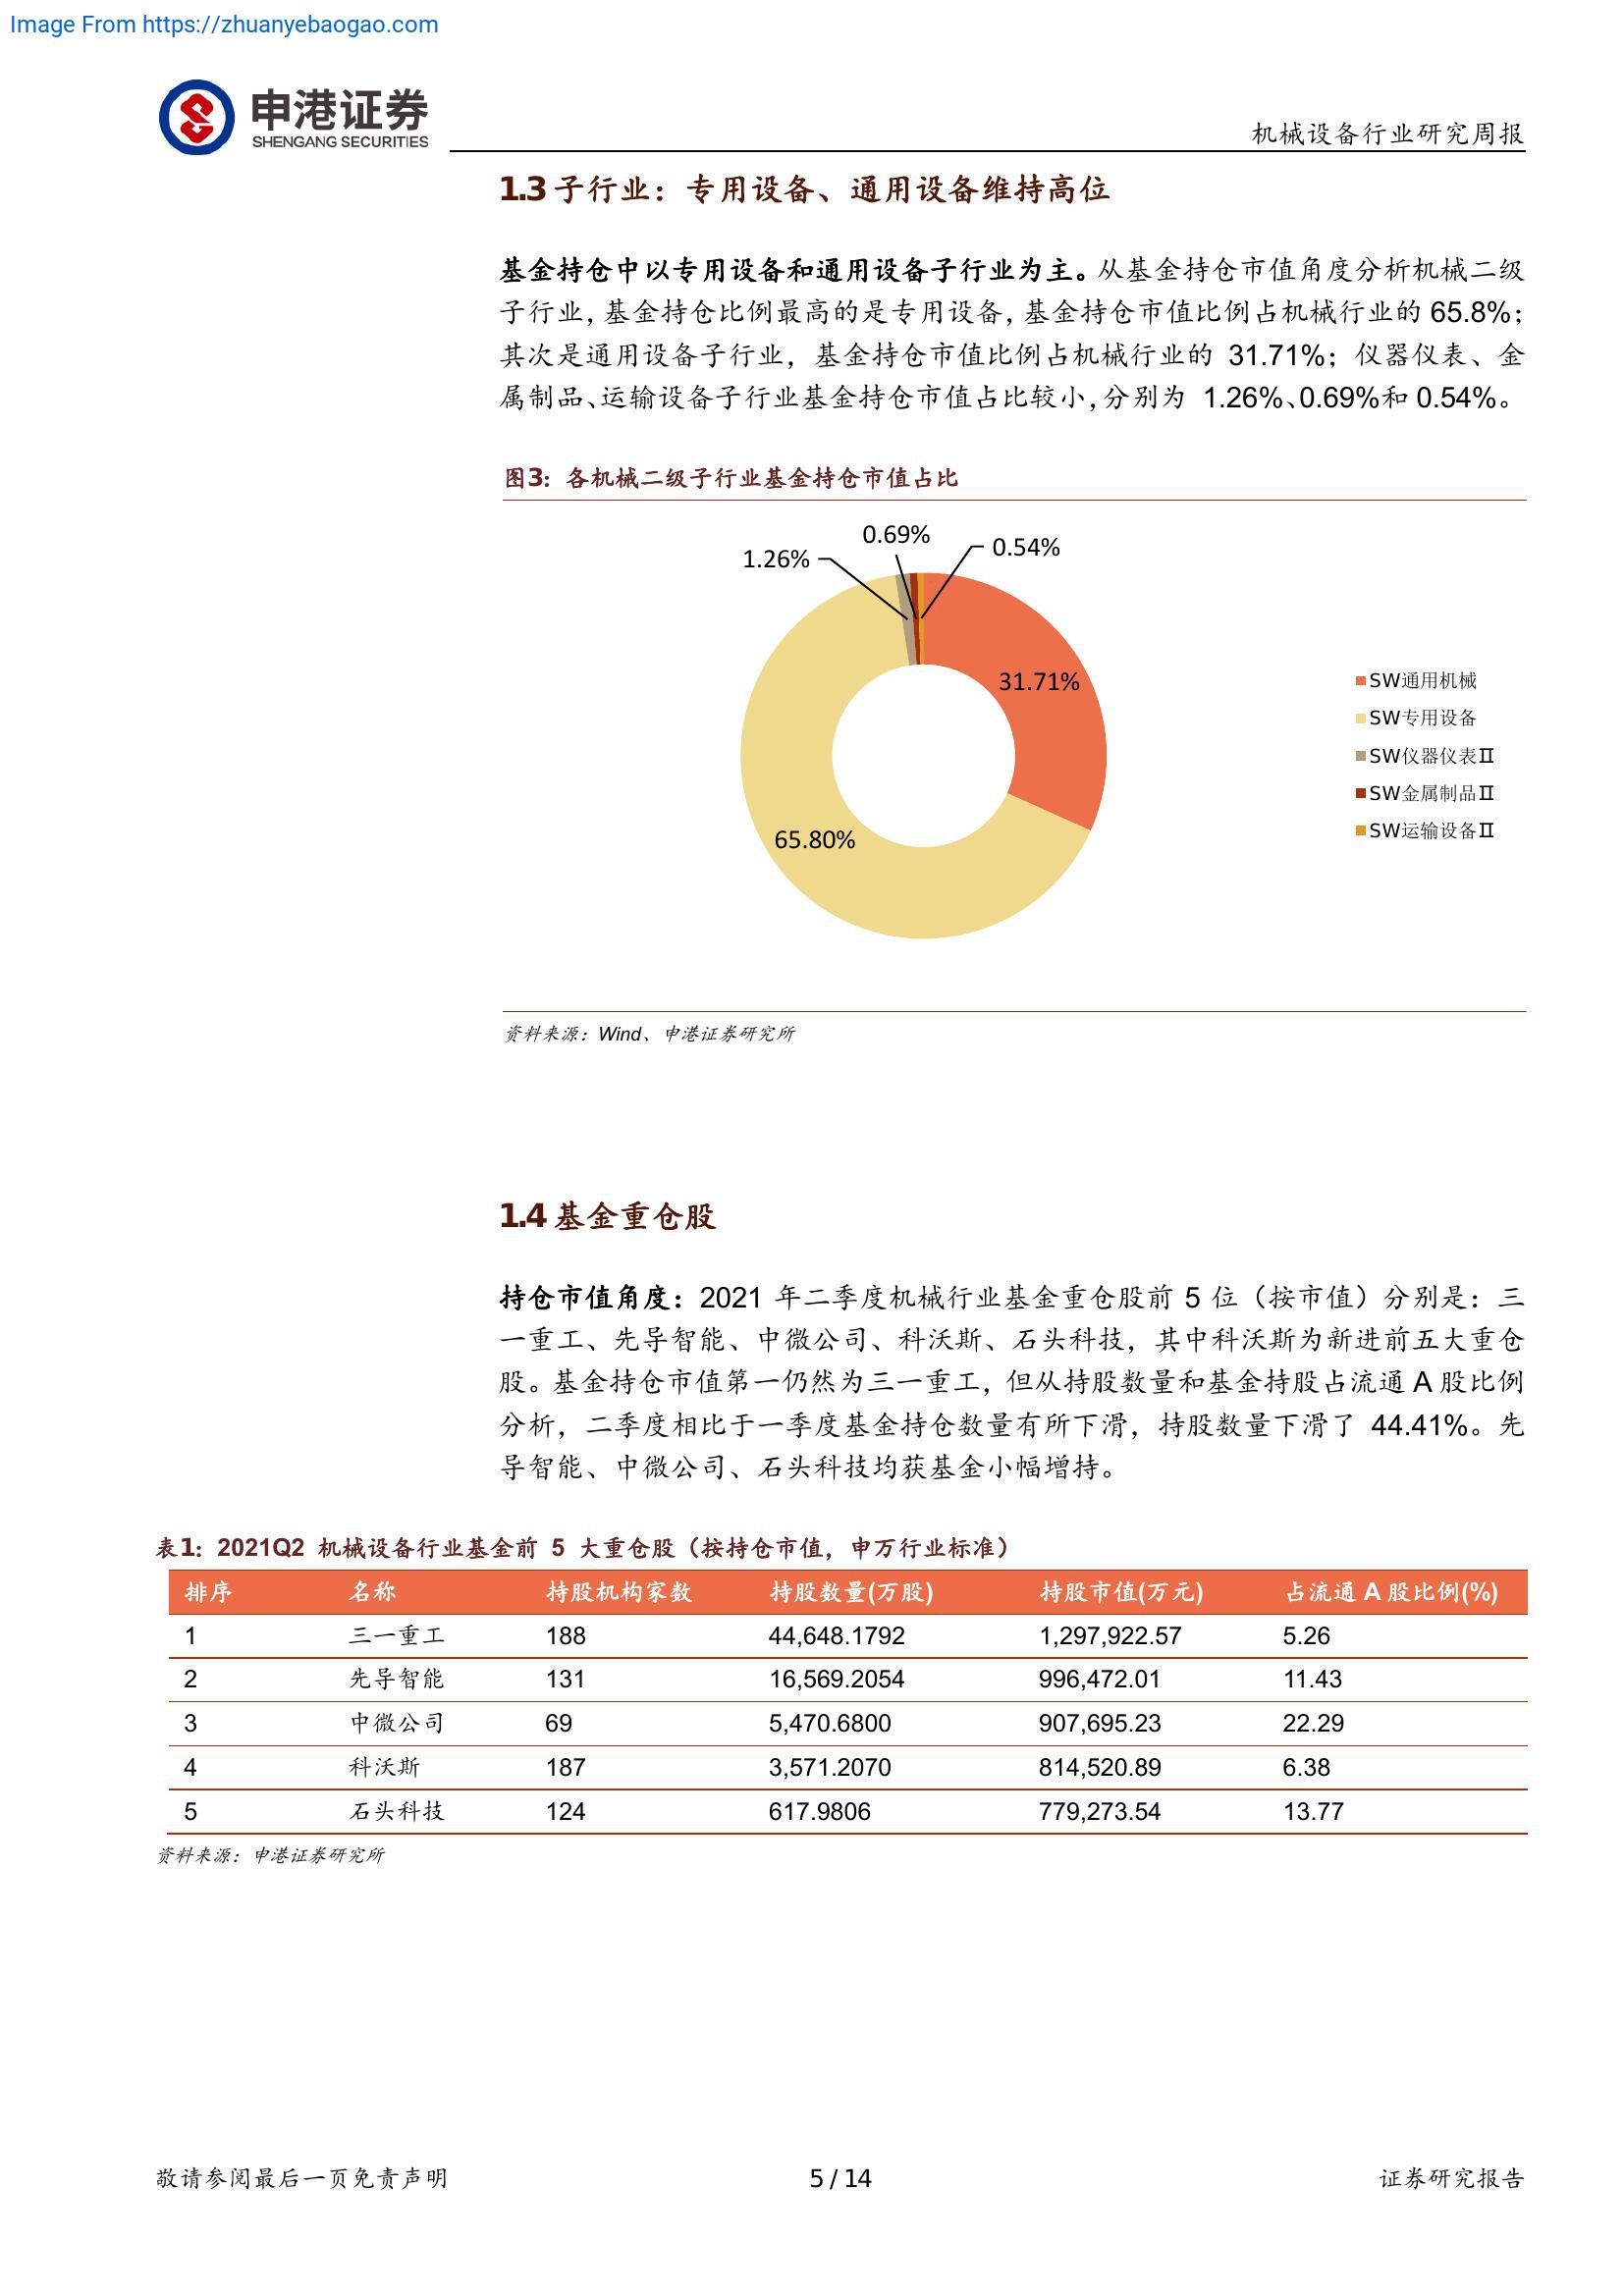 Image From https://zhuanyebaogao.com
申港证券
SHENGANG SECURITIES
机械设备行业研究周报
1.3 子行业：专用设备、通用设备维持高位
基金持仓中以专用设备和通用设备子行业为主。从基金持仓市值角度分析机械二级
子行业，基金持仓比例最高的是专用设备，基金持仓市值比例占机械行业的 65.8%；
其次是通用设备子行业，基金持仓市值比例占机械行业的 31.71%；仪器仪表、金
属制品、运输设备子行业基金持仓市值占比较小，分别为 1.26%、0.69%和 0.54%。
图3：各机械二级子行业基金持仓市值占比
0.69%
1.26%
0.54%
31.71%
65.80%
SW通用机械
SW专用设备
SW仪器仪表Ⅱ
SW金属制品Ⅱ
SW运输设备Ⅱ
资料来源：Wind、申港证券研究所
1.4 基金重仓股
持仓市值角度：2021 年二季度机械行业基金重仓股前 5 位（按市值）分别是：三
一重工、先导智能、中微公司、科沃斯、石头科技，其中科沃斯为新进前五大重仓
股。基金持仓市值第一仍然为三一重工，但从持股数量和基金持股占流通 A 股比例
分析，二季度相比于一季度基金持仓数量有所下滑，持股数量下滑了 44.41%。先
导智能、中微公司、石头科技均获基金小幅增持。
表1：2021Q2 机械设备行业基金前 5 大重仓股（按持仓市值，申万行业标准）
排序 名称 持股机构家数 持股数量(万股) 持股市值(万元) 占流通 A 股比例(%)
1 三一重工 188 44,648.1792 1,297,922.57 5.26
2 先导智能 131 16,569.2054 996,472.01 11.43
3 中微公司 69 5,470.6800 907,695.23 22.29
4 科沃斯 187 3,571.2070 814,520.89 6.38
5 石头科技 124 617.9806 779,273.54 13.77
资料来源：申港证券研究所
敬请参阅最后一页免责声明 5 / 14 证券研究报告